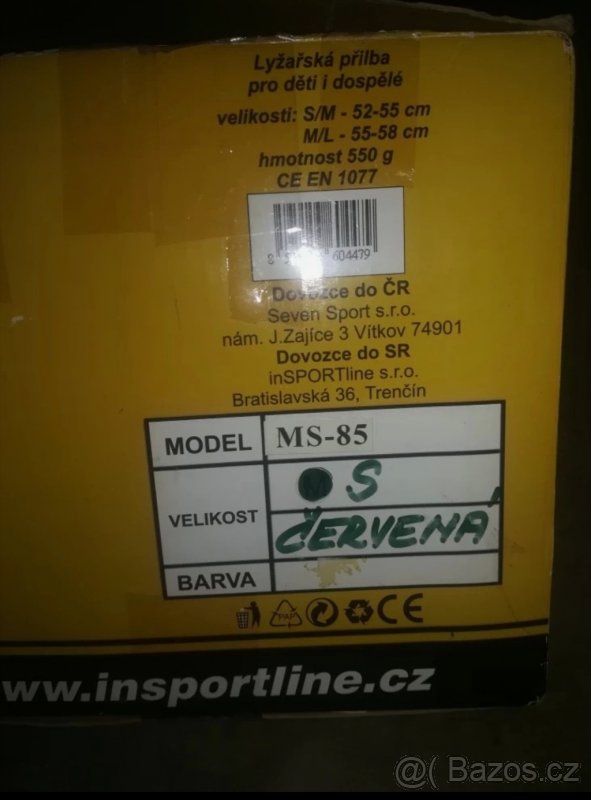 Lyžařská přilba
pro děti i dospělé
velikosti: S/M - 52-55 cm
M/L - 55-58 cm
hmotnost 550 g
CE EN 1077
604479
Dovozce do ČR
Seven Sport s.r.o.
nám. J.Zajíce 3 Vítkov 74901
Dovozce do SR
inSPORTline s.r.o.
Bratislavská 36, Trenčín
MODEL MS-85
VELIKOST M S
ČERVENÁ
BARVA
PAP CE
www.insportline.cz
@( Bazos.cz